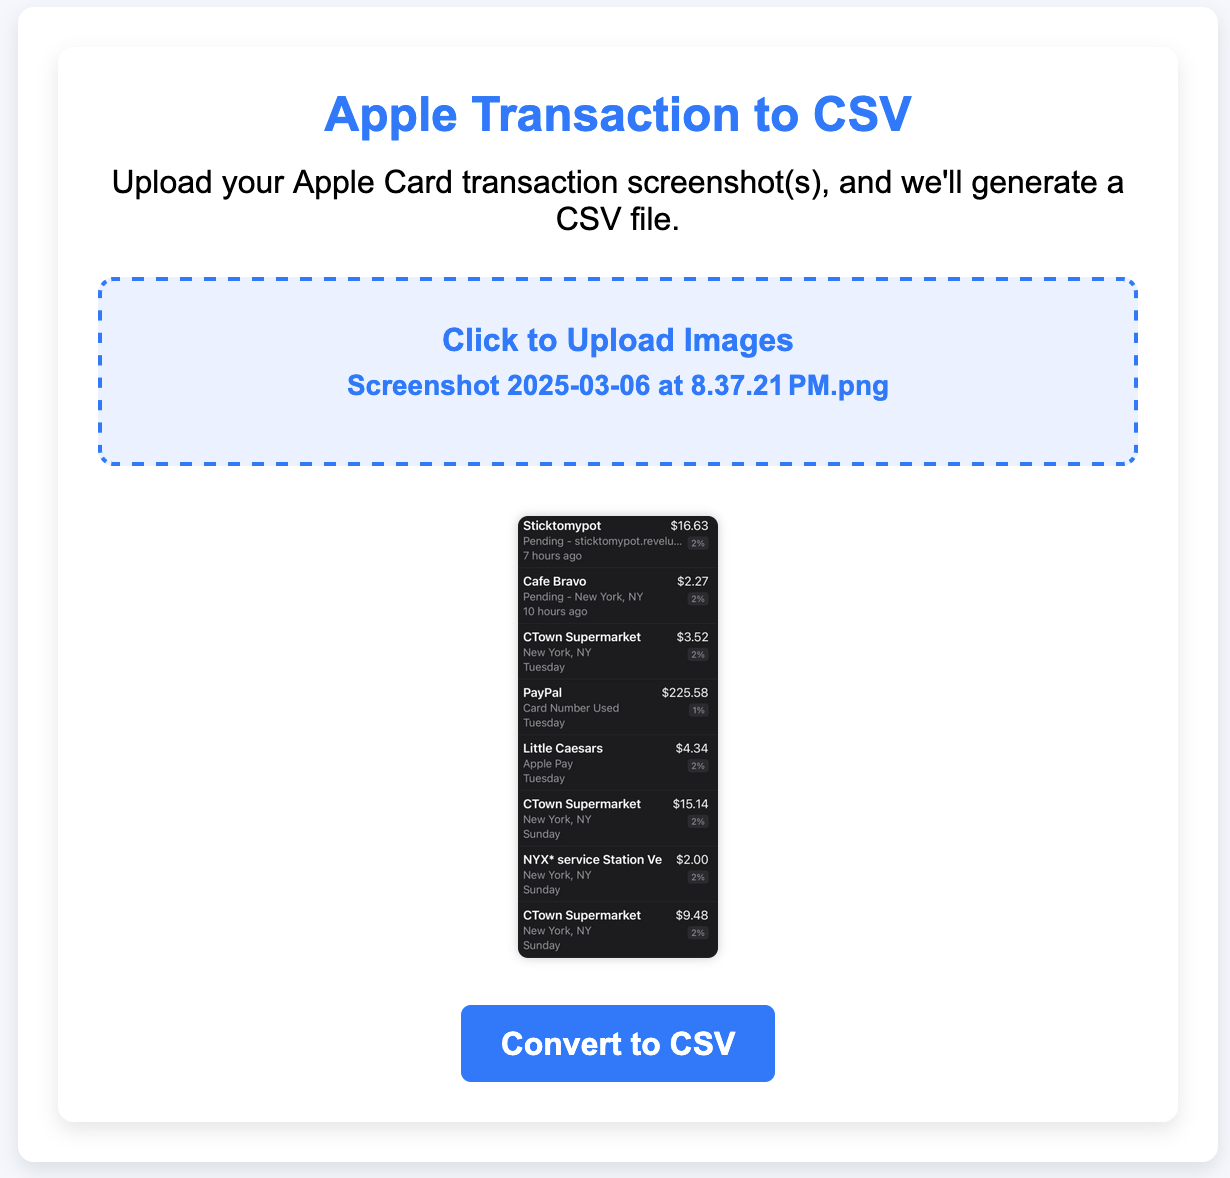 Apple Transaction to CSV
Upload your Apple Card transaction screenshot(s), and we'll generate a
CSV file.
Click to Upload Images
Screenshot 2025-03-06 at 8.37.21 PM.png
Sticktomypot $16.63
Pending - sticktomypot.revelu... 2%
7 hours ago
Cafe Bravo $2.27
Pending - New York, NY 2%
10 hours ago
CTown Supermarket $3.52
New York, NY 2%
Tuesday
PayPal $225.58
Card Number Used 1%
Tuesday
Little Caesars $4.34
Apple Pay 2%
Tuesday
CTown Supermarket $15.14
New York, NY 2%
Sunday
NYX* service Station Ve $2.00
New York, NY 2%
Sunday
CTown Supermarket $9.48
New York, NY 2%
Sunday
Convert to CSV